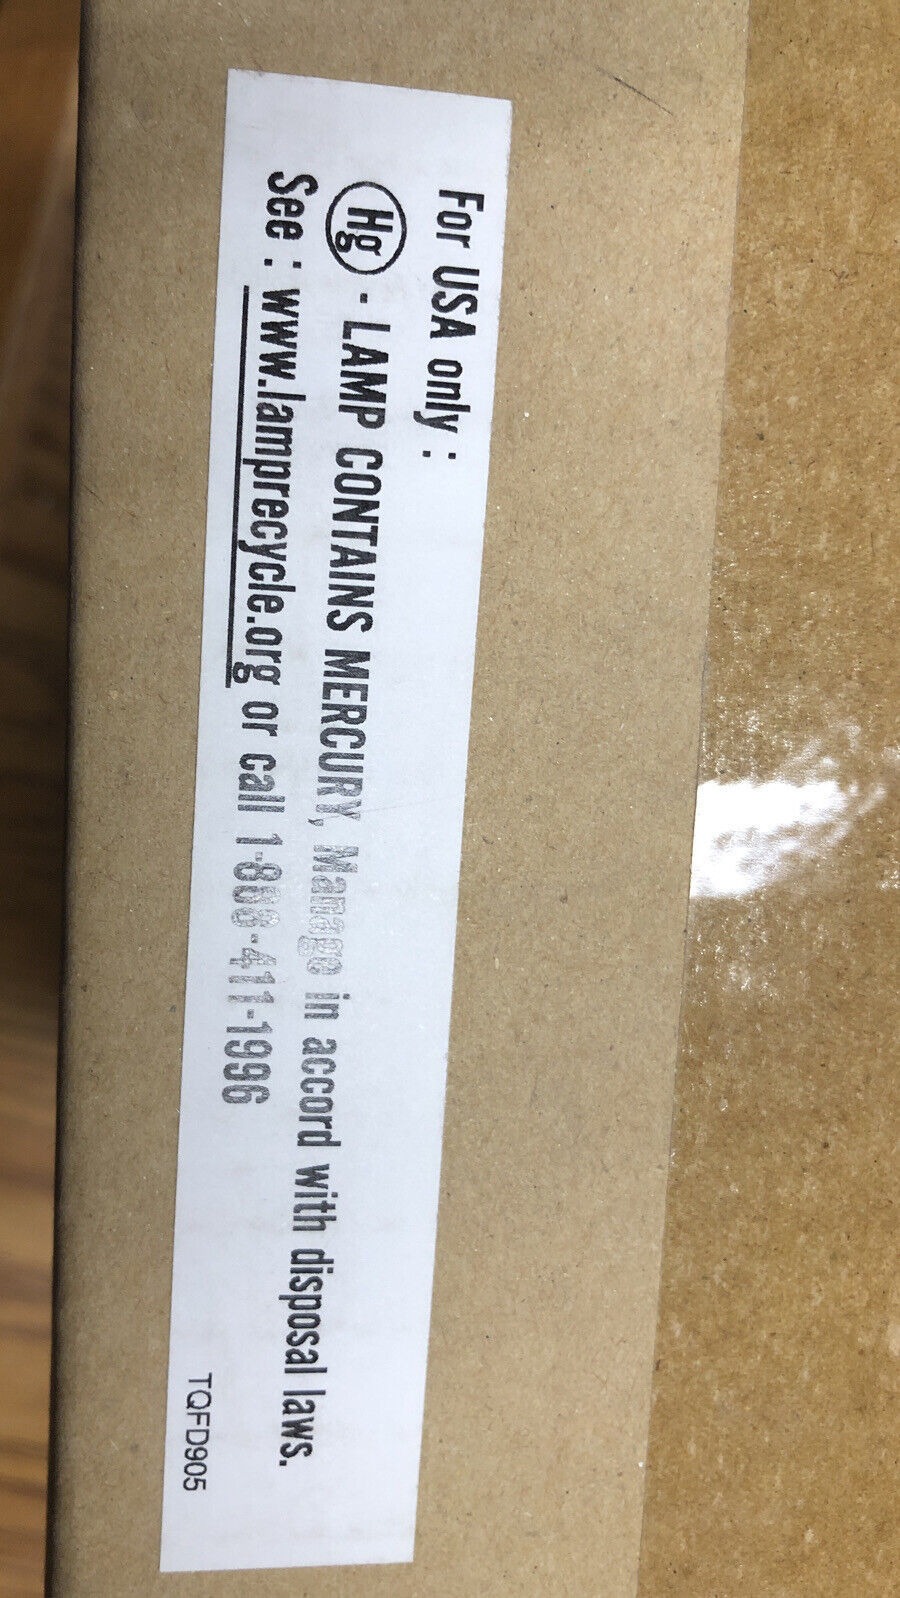 For USA only :
Hg - LAMP CONTAINS MERCURY, Manage in accord with disposal laws.
See : www.lamprecycle.org or call 1-888-411-1996
TQFD905